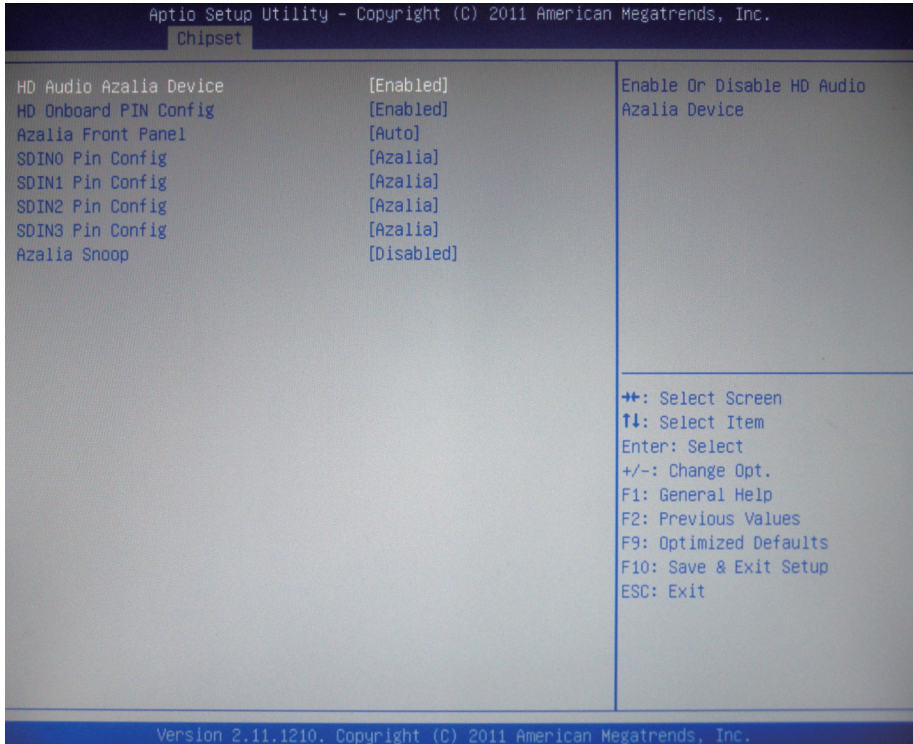 Aptio Setup Utility – Copyright (C) 2011 American Megatrends, Inc.
Chipset
HD Audio Azalia Device [Enabled]
HD Onboard PIN Config [Enabled]
Azalia Front Panel [Auto]
SDIN0 Pin Config [Azalia]
SDIN1 Pin Config [Azalia]
SDIN2 Pin Config [Azalia]
SDIN3 Pin Config [Azalia]
Azalia Snoop [Disabled]
Enable Or Disable HD Audio
Azalia Device
→←: Select Screen
↑↓: Select Item
Enter: Select
+/-: Change Opt.
F1: General Help
F2: Previous Values
F9: Optimized Defaults
F10: Save & Exit Setup
ESC: Exit
Version 2.11.1210. Copyright (C) 2011 American Megatrends, Inc.